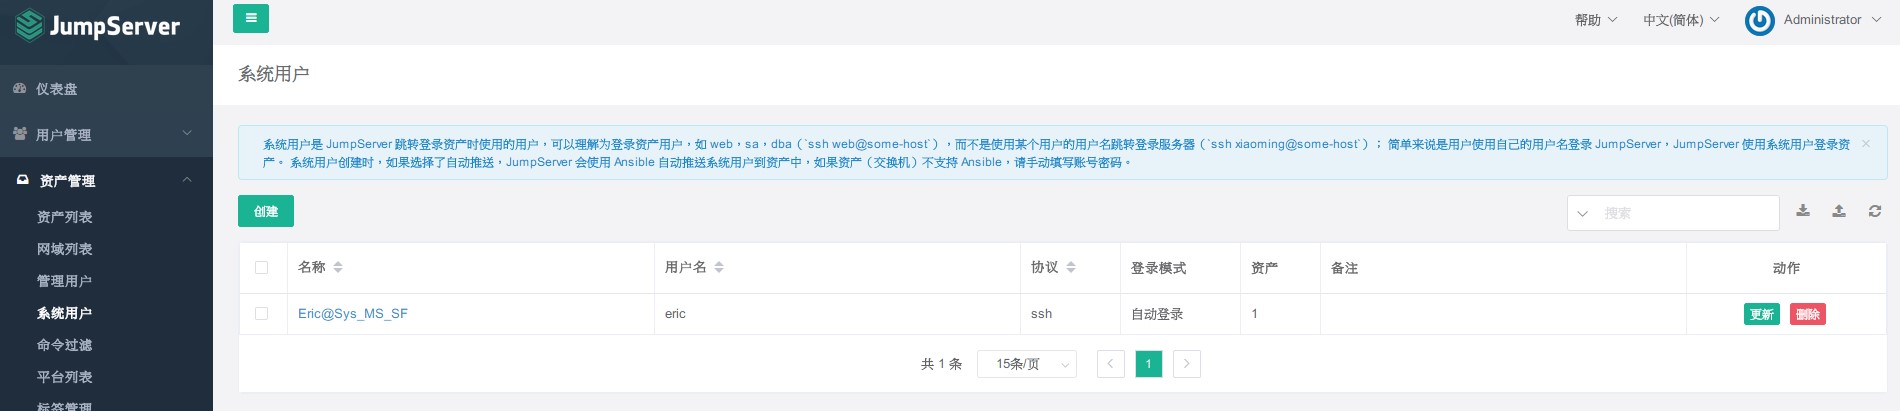 JumpServer
帮助
中文(简体)
Administrator
仪表盘
用户管理
资产管理
资产列表
网域列表
管理用户
系统用户
命令过滤
平台列表
标签管理
系统用户
系统用户是 JumpServer 跳转登录资产时使用的用户，可以理解为登录资产用户，如 web，sa，dba（`ssh web@some-host`），而不是使用某个用户的用户名跳转登录服务器（`ssh xiaoming@some-host`）； 简单来说是用户使用自己的用户名登录 JumpServer，JumpServer 使用系统用户登录资
产。 系统用户创建时，如果选择了自动推送，JumpServer 会使用 Ansible 自动推送系统用户到资产中，如果资产（交换机）不支持 Ansible，请手动填写账号密码。
创建
搜索
名称 用户名 协议 登录模式 资产 备注 动作
Eric@Sys_MS_SF eric ssh 自动登录 1 更新 删除
共 1 条 15条/页 1